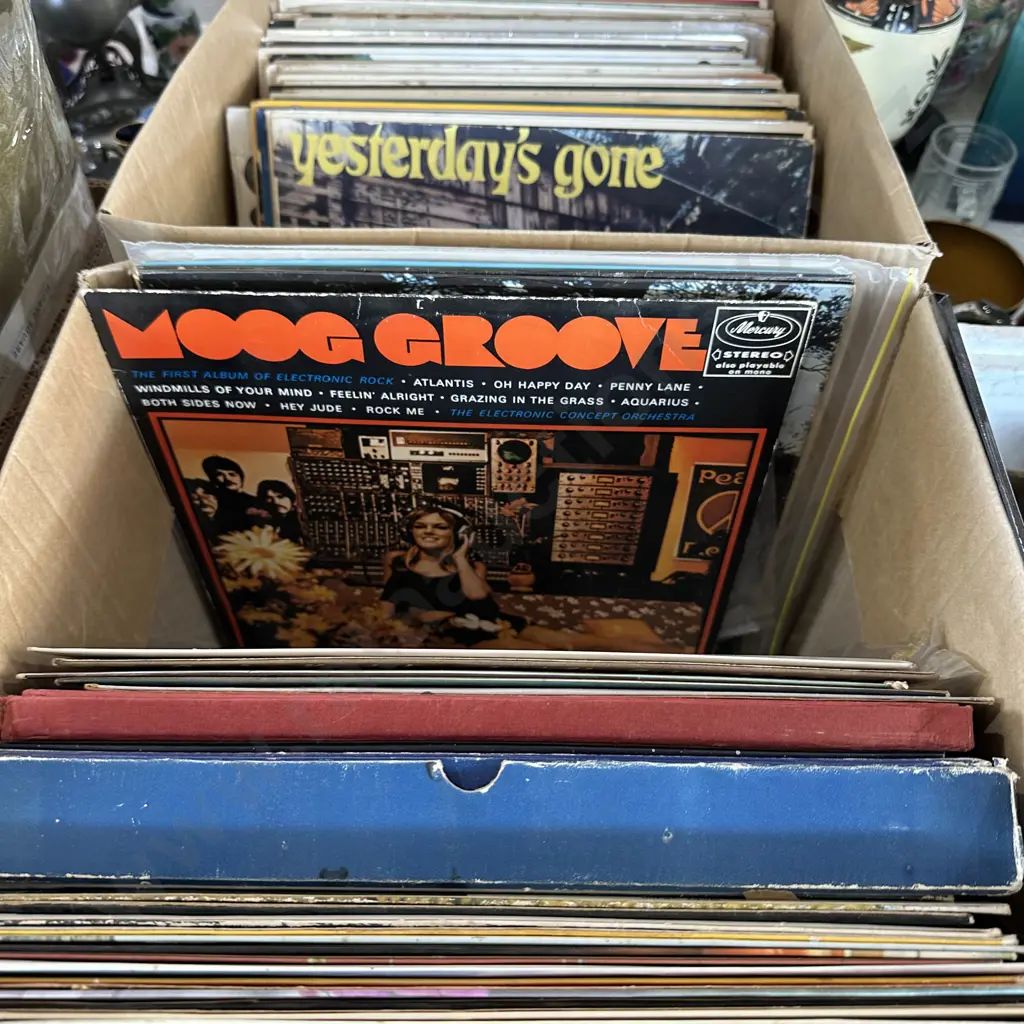 yesterday's gone
MOOG GROOVE
Mercury
STEREO
also playable
on mono
THE FIRST ALBUM OF ELECTRONIC ROCK • ATLANTIS • OH HAPPY DAY • PENNY LANE •
WINDMILLS OF YOUR MIND • FEELIN' ALRIGHT • GRAZING IN THE GRASS • AQUARIUS •
BOTH SIDES NOW • HEY JUDE • ROCK ME • THE ELECTRONIC CONCEPT ORCHESTRA